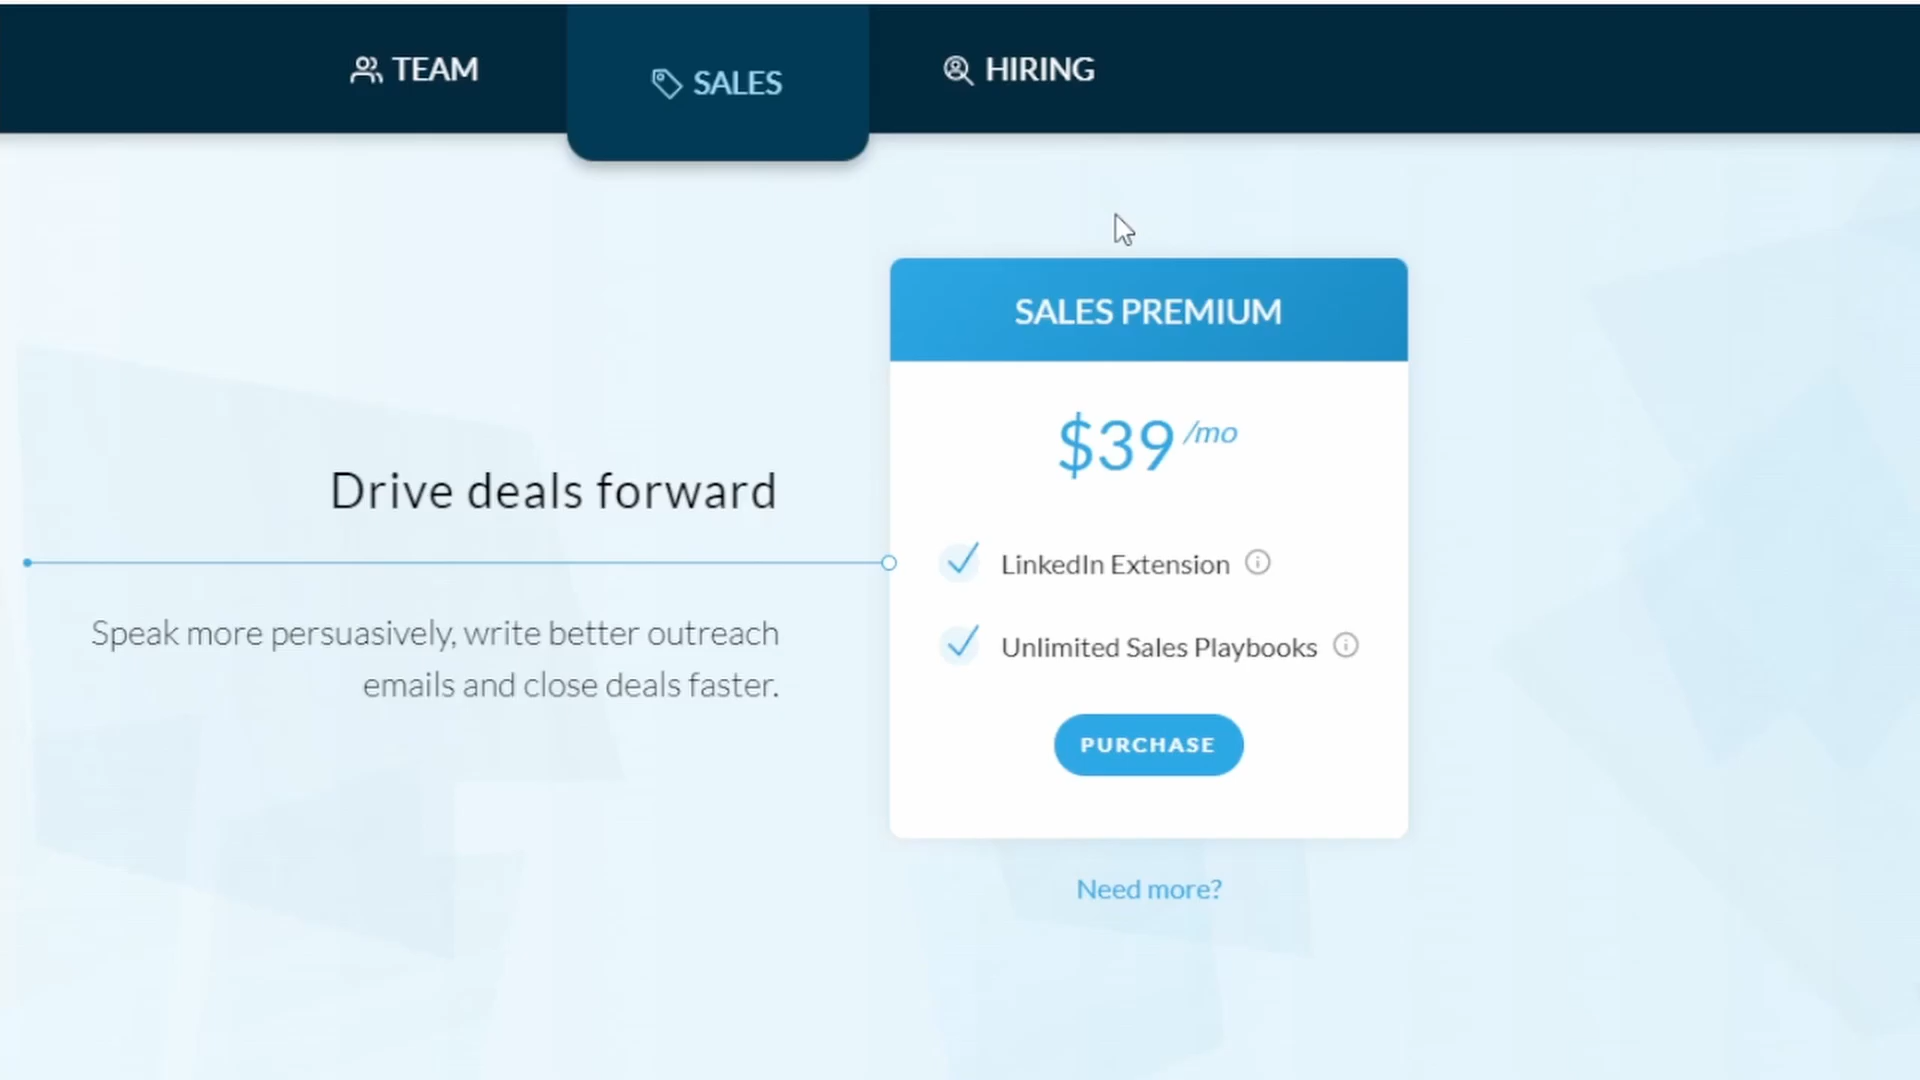 TEAM
SALES
HIRING
SALES PREMIUM
$39 /mo
Drive deals forward
LinkedIn Extension
Speak more persuasively, write better outreach
emails and close deals faster.
Unlimited Sales Playbooks
PURCHASE
Need more?